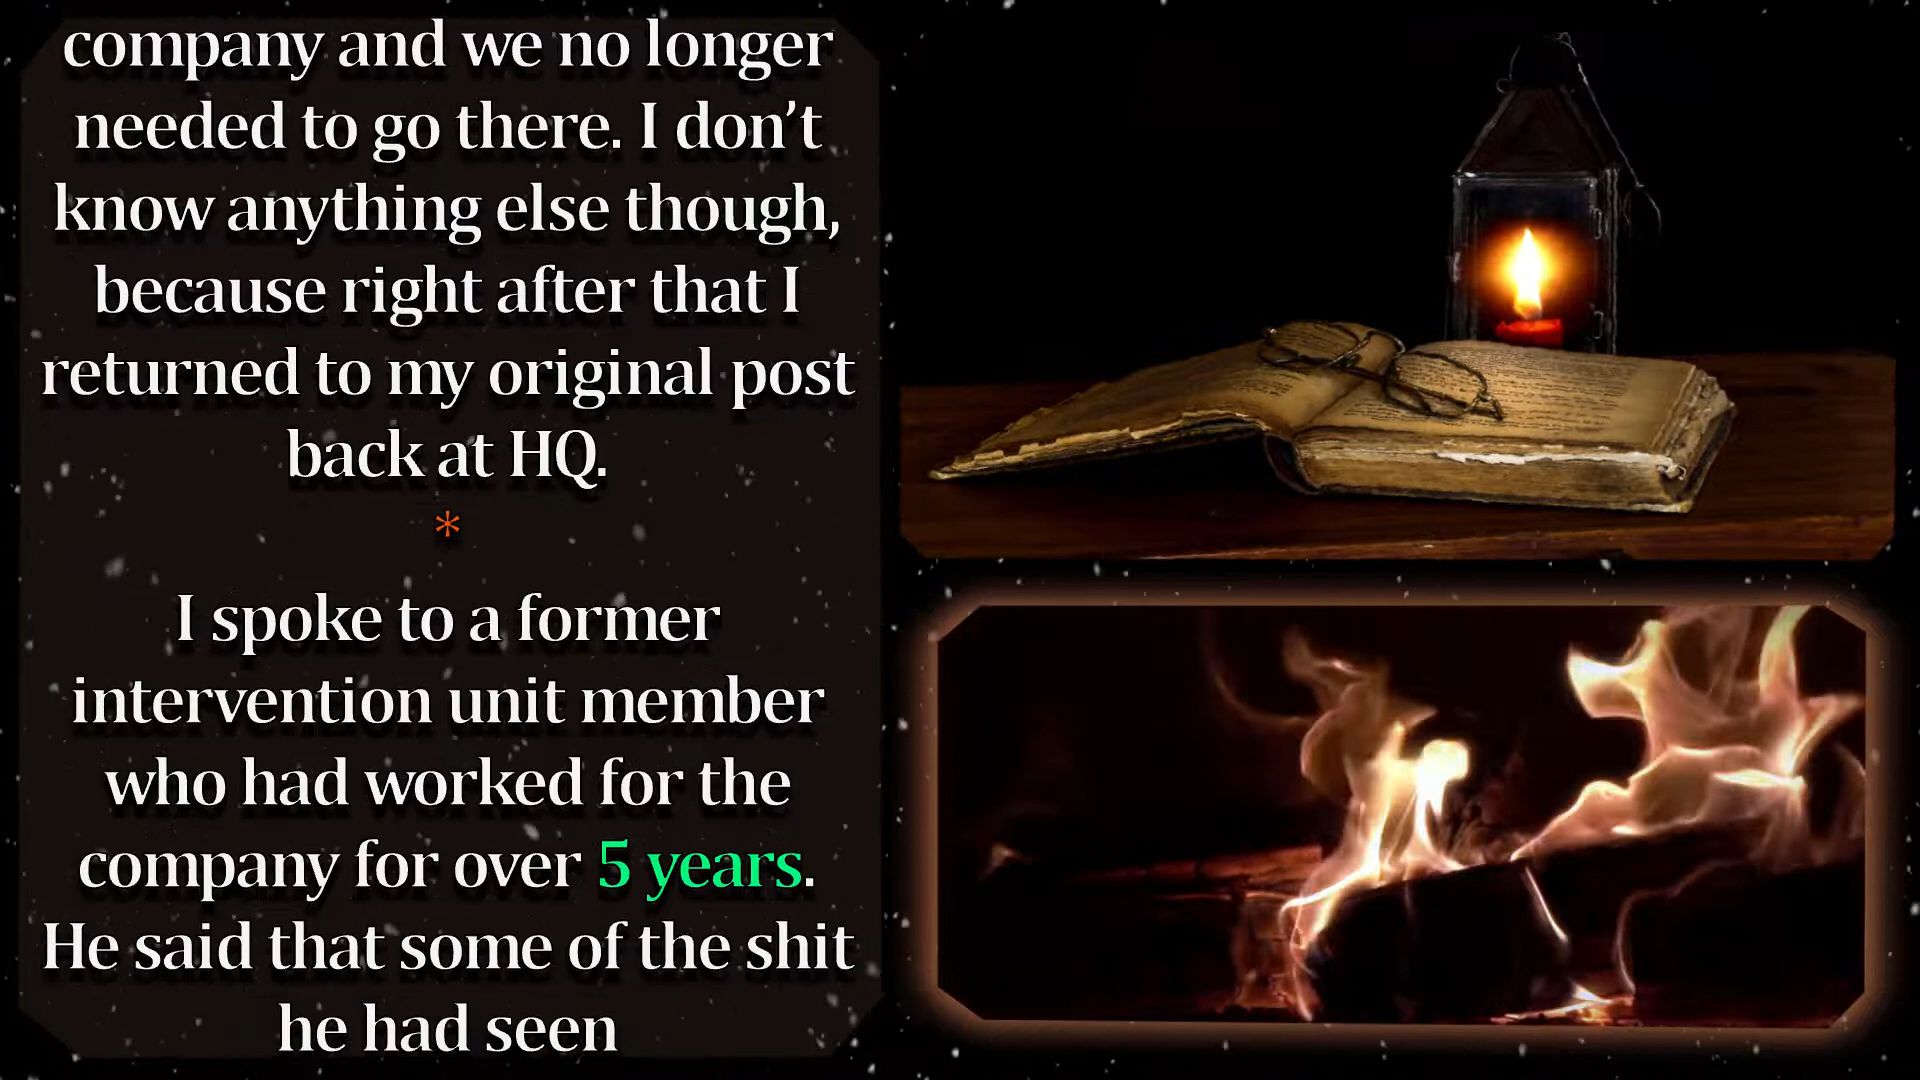 company and we no longer
needed to go there. I don’t
know anything else though,
because right after that I
returned to my original post
back at HQ.
*
I spoke to a former
intervention unit member
who had worked for the
company for over 5 years.
He said that some of the shit
he had seen